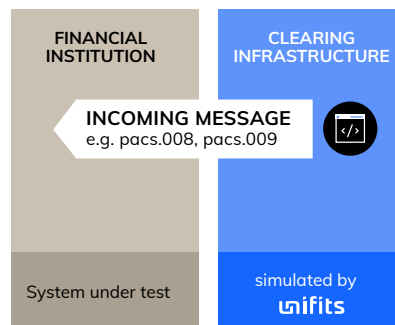 FINANCIAL
INSTITUTION
CLEARING
INFRASTRUCTURE
INCOMING MESSAGE
e.g. pacs.008, pacs.009
</>
System under test
simulated by
unifits